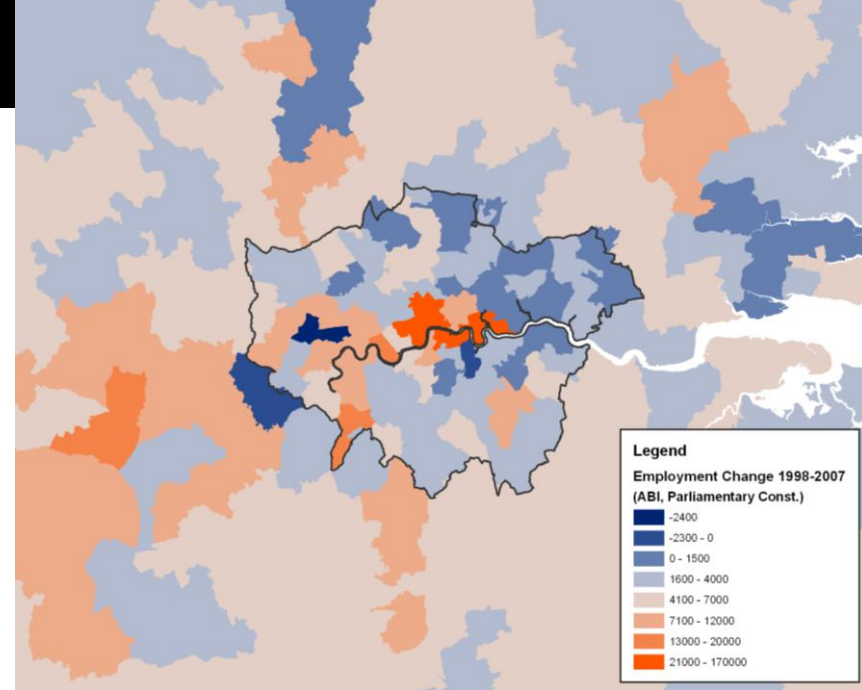 Legend
Employment Change 1998-2007
(ABI, Parliamentary Const.)
-2400
-2300 - 0
0 - 1500
1600 - 4000
4100 - 7000
7100 - 12000
13000 - 20000
21000 - 170000